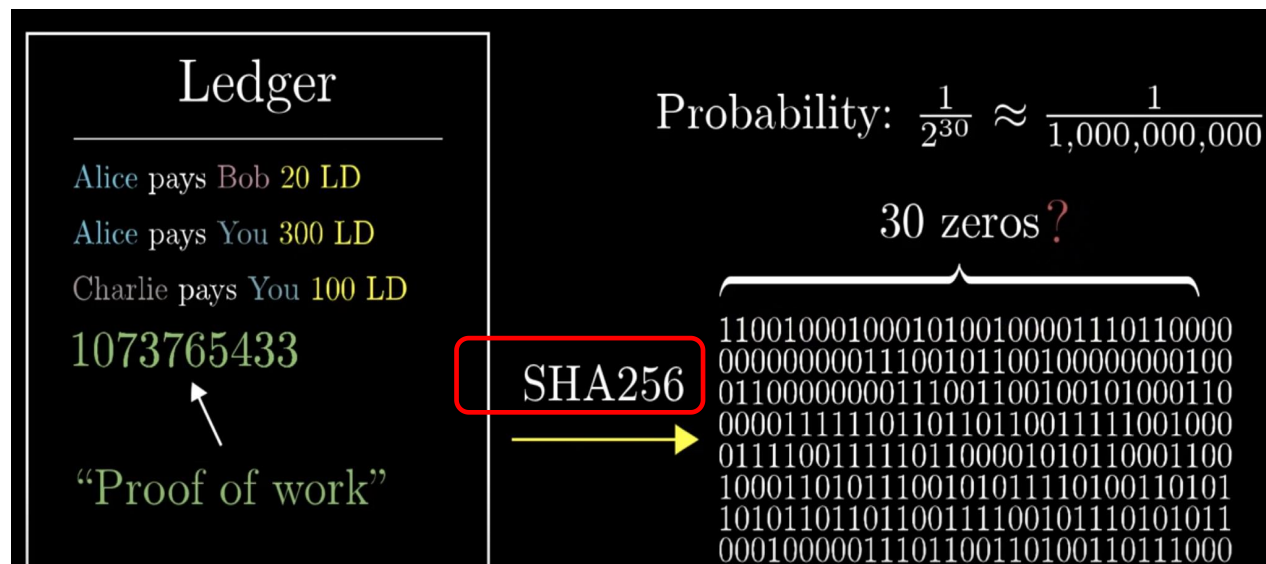 Ledger
Alice pays Bob 20 LD
Alice pays You 300 LD
Charlie pays You 100 LD
1073765433
“Proof of work”
SHA256
Probability: 1/2^30 ≈ 1/1,000,000,000
30 zeros?
11001000100010100100001110110000
00000000011100101100100000000100
01100000000111001100100101000110
00001111110110110110011111001000
01111001111101100001010110001100
10001101011100101011110100110101
10101101101100111100101110101011
00010000011101100110100110111000